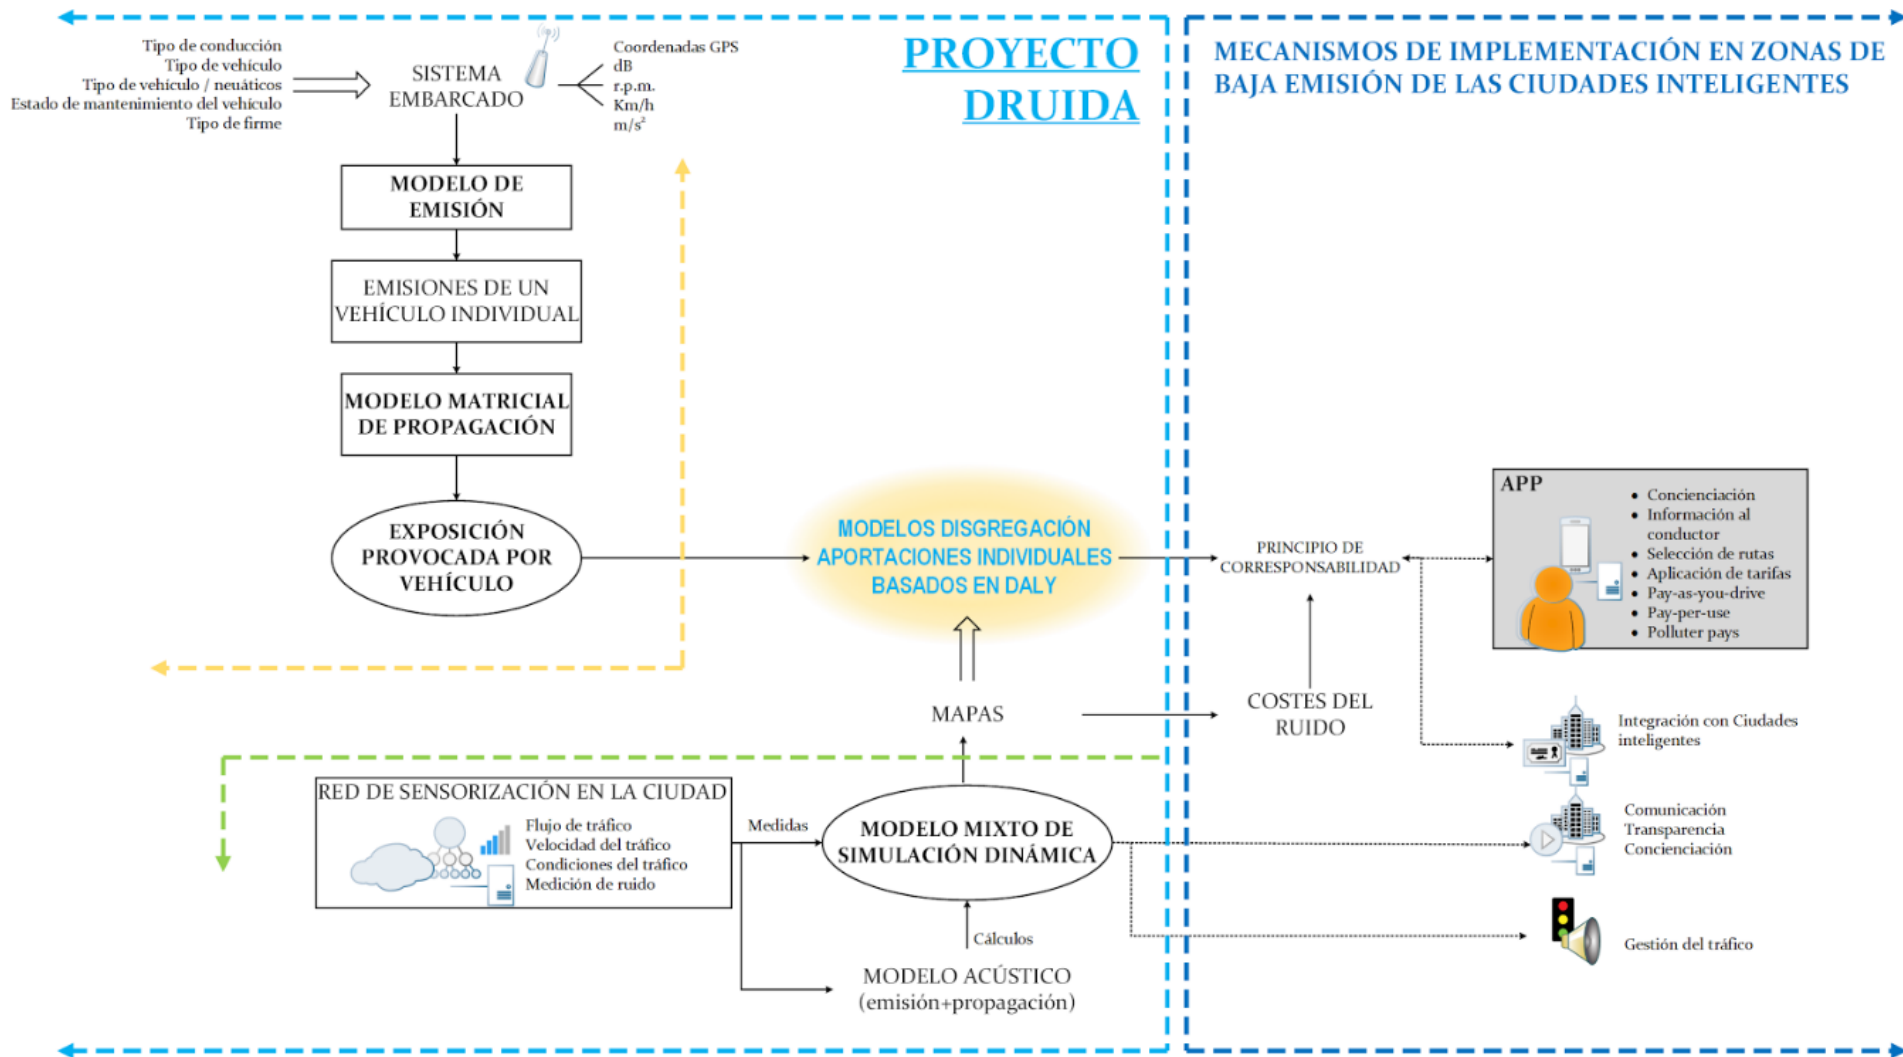 Tipo de conducción
Tipo de vehículo
Tipo de vehículo / neuáticos
Estado de mantenimiento del vehículo
Tipo de firme
SISTEMA
EMBARCADO
Coordenadas GPS
dB
r.p.m.
Km/h
m/s²
PROYECTO
DRUIDA
MECANISMOS DE IMPLEMENTACIÓN EN ZONAS DE
BAJA EMISIÓN DE LAS CIUDADES INTELIGENTES
MODELO DE
EMISIÓN
EMISIONES DE UN
VEHÍCULO INDIVIDUAL
MODELO MATRICIAL
DE PROPAGACIÓN
EXPOSICIÓN
PROVOCADA POR
VEHÍCULO
MODELOS DISGREGACIÓN
APORTACIONES INDIVIDUALES
BASADOS EN DALY
PRINCIPIO DE
CORRESPONSABILIDAD
APP
• Concienciación
• Información al
conductor
• Selección de rutas
• Aplicación de tarifas
• Pay-as-you-drive
• Pay-per-use
• Polluter pays
MAPAS
COSTES DEL
RUIDO
Integración con Ciudades
inteligentes
RED DE SENSORIZACIÓN EN LA CIUDAD
Flujo de tráfico
Velocidad del tráfico
Condiciones del tráfico
Medición de ruido
Medidas
MODELO MIXTO DE
SIMULACIÓN DINÁMICA
Comunicación
Transparencia
Concienciación
Cálculos
MODELO ACÚSTICO
(emisión+propagación)
Gestión del tráfico